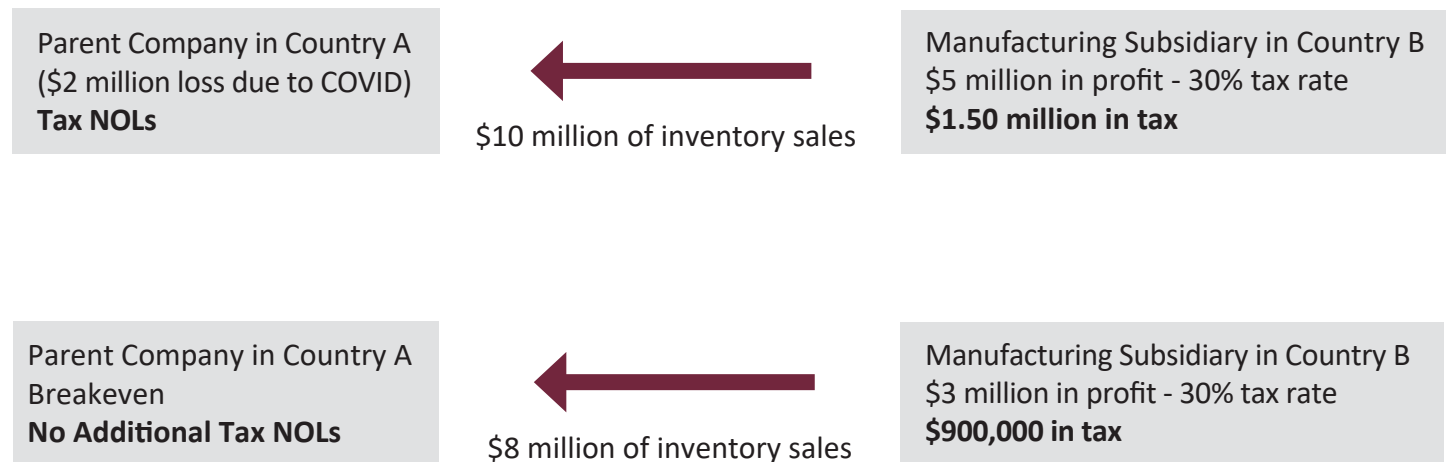 Parent Company in Country A
($2 million loss due to COVID)
Tax NOLs
$10 million of inventory sales
Manufacturing Subsidiary in Country B
$5 million in profit - 30% tax rate
$1.50 million in tax
Parent Company in Country A
Breakeven
No Additional Tax NOLs
$8 million of inventory sales
Manufacturing Subsidiary in Country B
$3 million in profit - 30% tax rate
$900,000 in tax